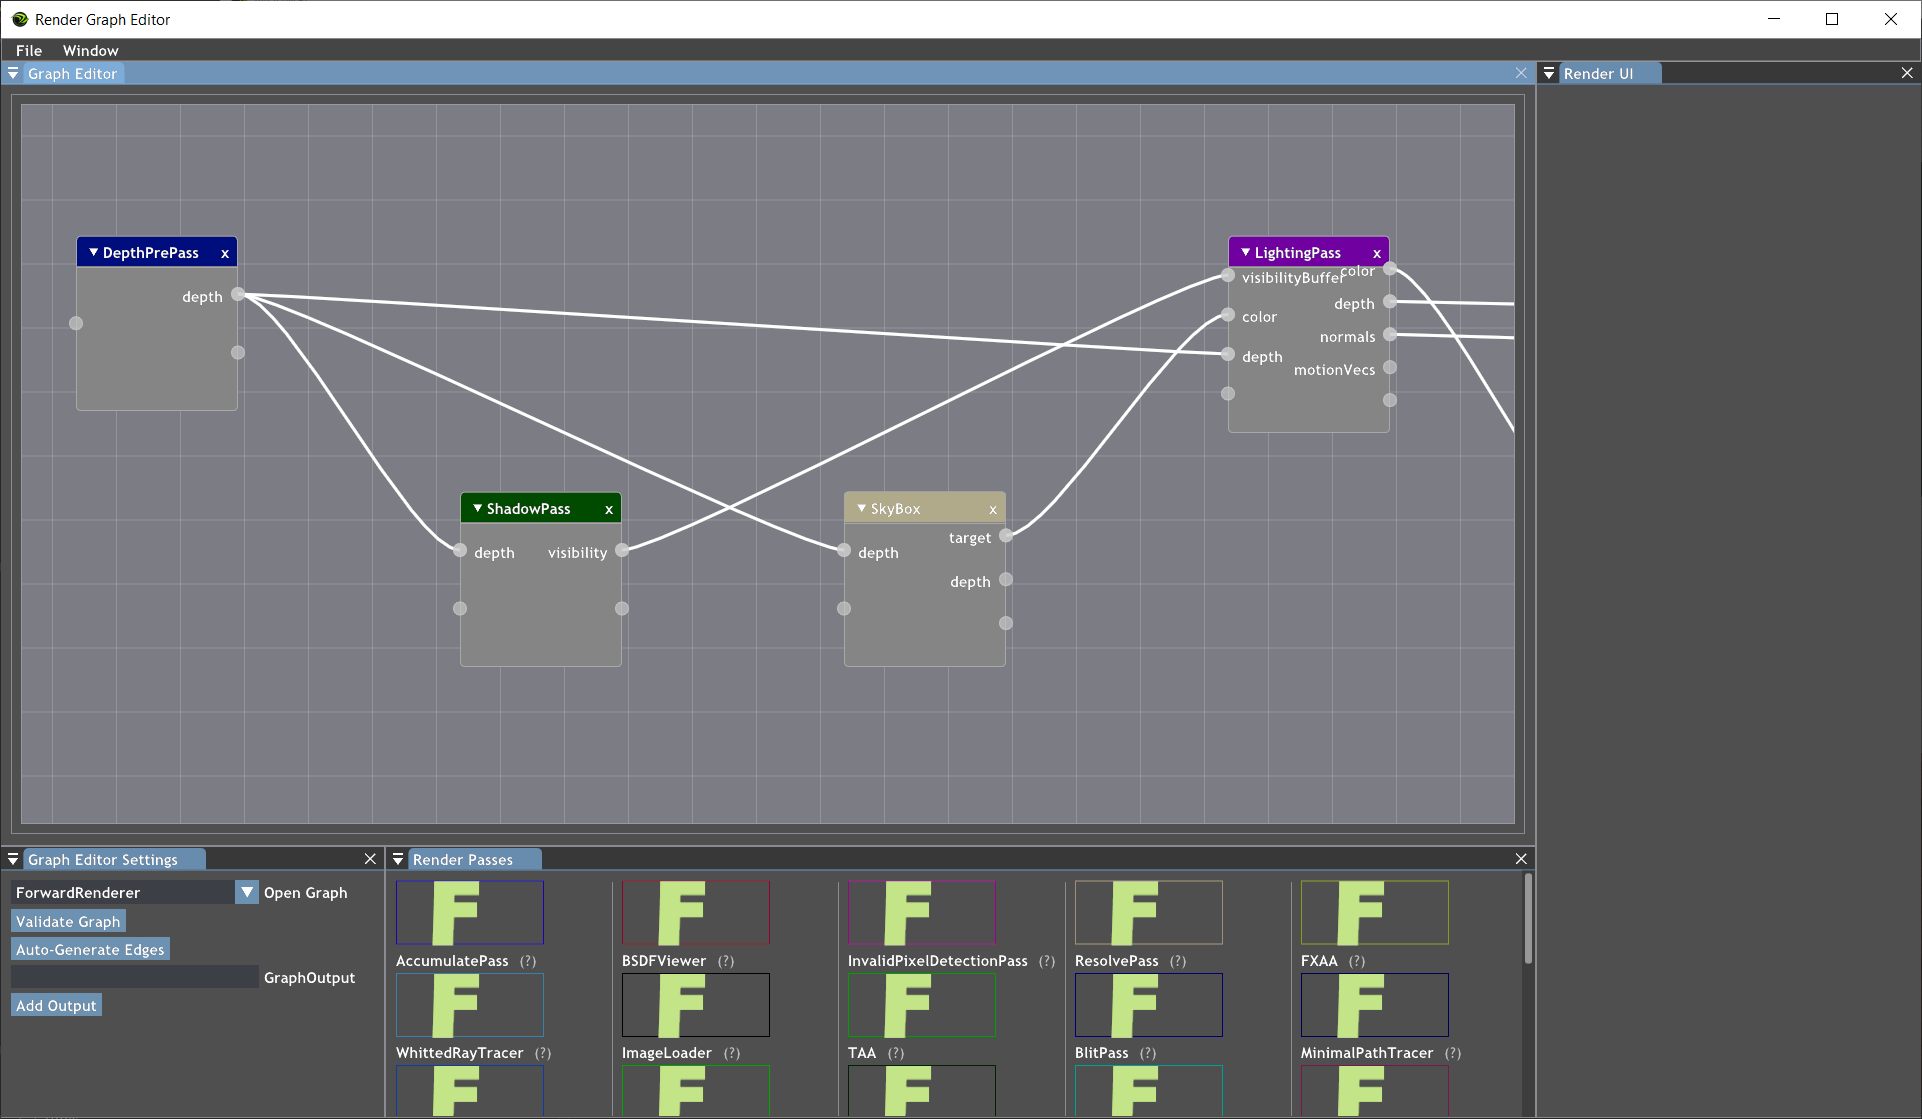 Render Graph Editor
File Window
Graph Editor
Render UI
DepthPrePass x
depth
LightingPass x
visibilityBuffer color
depth
color
normals
depth
motionVecs
ShadowPass x
depth visibility
SkyBox x
target
depth
depth
Graph Editor Settings
ForwardRenderer Open Graph
Validate Graph
Auto-Generate Edges
GraphOutput
Add Output
Render Passes
F F F F F
AccumulatePass (?) BSDFViewer (?) InvalidPixelDetectionPass (?) ResolvePass (?) FXAA (?)
F F F F F
WhittedRayTracer (?) ImageLoader (?) TAA (?) BlitPass (?) MinimalPathTracer (?)
F F F F F